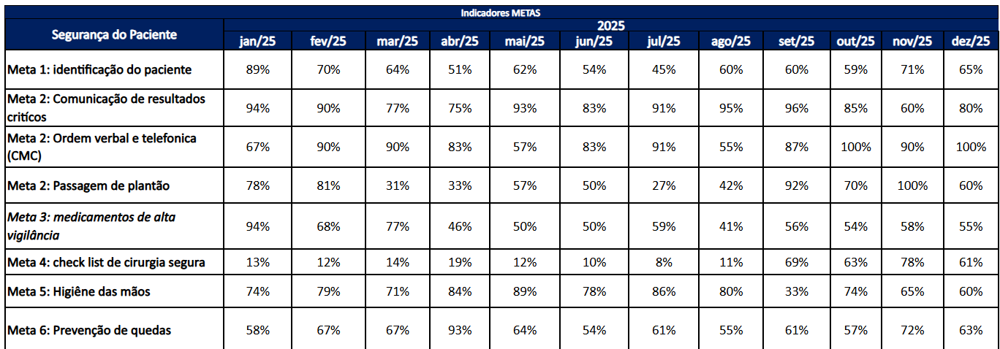 Indicadores METAS
Segurança do Paciente
2025
jan/25 fev/25 mar/25 abr/25 mai/25 jun/25 jul/25 ago/25 set/25 out/25 nov/25 dez/25
Meta 1: identificação do paciente 89% 70% 64% 51% 62% 54% 45% 60% 60% 59% 71% 65%
Meta 2: Comunicação de resultados
critícos 94% 90% 77% 75% 93% 83% 91% 95% 96% 85% 60% 80%
Meta 2: Ordem verbal e telefonica
(CMC) 67% 90% 90% 83% 57% 83% 91% 55% 87% 100% 90% 100%
Meta 2: Passagem de plantão 78% 81% 31% 33% 57% 50% 27% 42% 92% 70% 100% 60%
Meta 3: medicamentos de alta
vigilância 94% 68% 77% 46% 50% 50% 59% 41% 56% 54% 58% 55%
Meta 4: check list de cirurgia segura 13% 12% 14% 19% 12% 10% 8% 11% 69% 63% 78% 61%
Meta 5: Higiêne das mãos 74% 79% 71% 84% 89% 78% 86% 80% 33% 74% 65% 60%
Meta 6: Prevenção de quedas 58% 67% 67% 93% 64% 54% 61% 55% 61% 57% 72% 63%